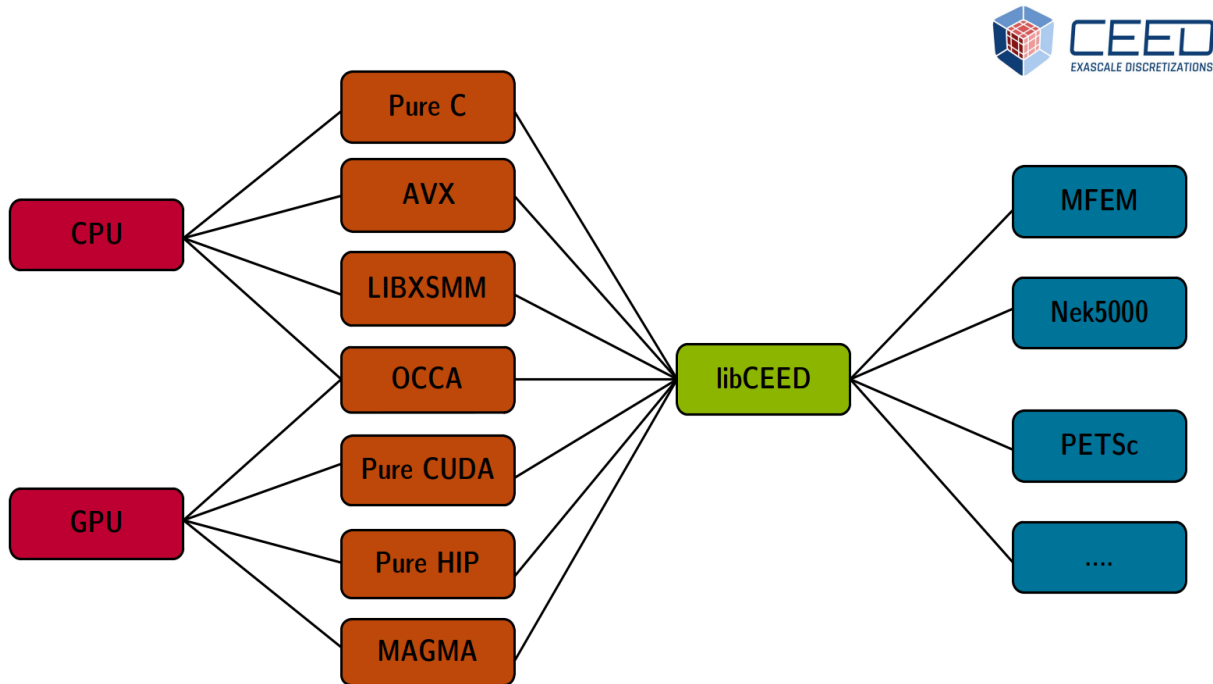 CEED
EXASCALE DISCRETIZATIONS
Pure C
AVX
MFEM
CPU
LIBXSMM
Nek5000
OCCA
libCEED
Pure CUDA
PETSc
GPU
Pure HIP
....
MAGMA